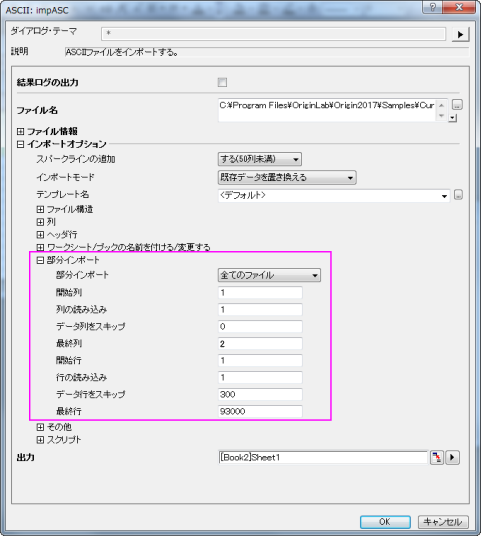 ASCII: impASC
ダイアログ・テーマ *
説明 ASCIIファイルをインポートする。
結果ログの出力
ファイル名 C:¥Program Files¥OriginLab¥Origin2017¥Samples¥Cur
ファイル情報
インポートオプション
スパークラインの追加 する(50列未満)
インポートモード 既存データを置き換える
テンプレート名 <デフォルト>
ファイル構造
列
ヘッダ行
ワークシート/ブックの名前を付ける/変更する
部分インポート
部分インポート 全てのファイル
開始列 1
列の読み込み 1
データ列をスキップ 0
最終列 2
開始行 1
行の読み込み 1
データ行をスキップ 300
最終行 93000
その他
スクリプト
出力 [Book2]Sheet1
OK キャンセル